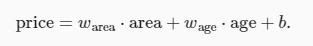 price = w_area · area + w_age · age + b.